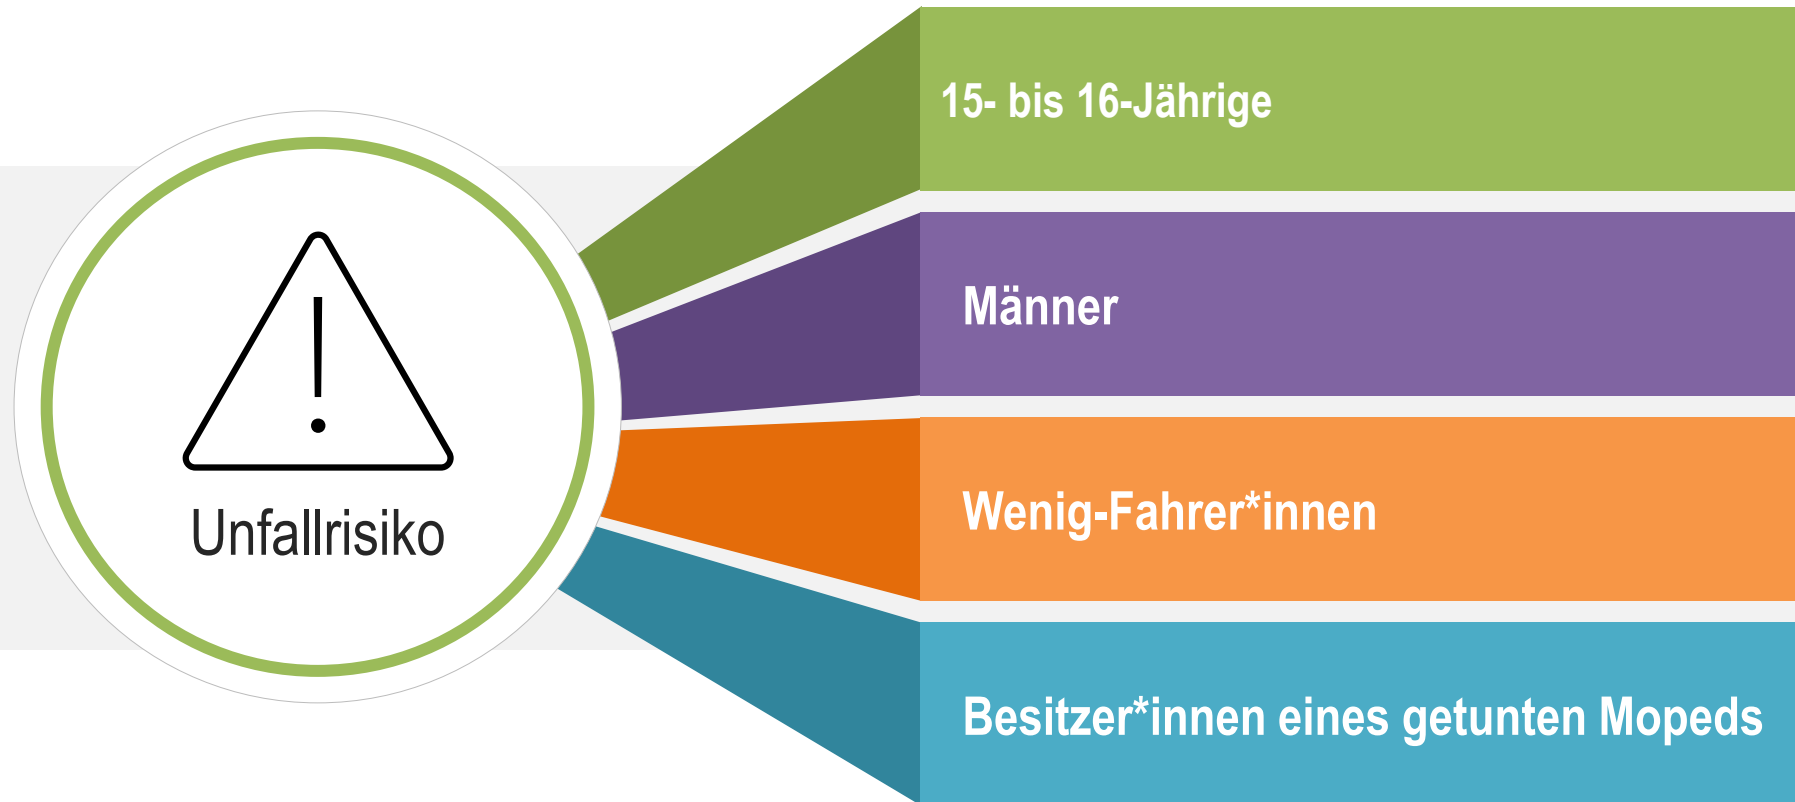 Unfallrisiko
15- bis 16-Jährige
Männer
Wenig-Fahrer*innen
Besitzer*innen eines getunten Mopeds